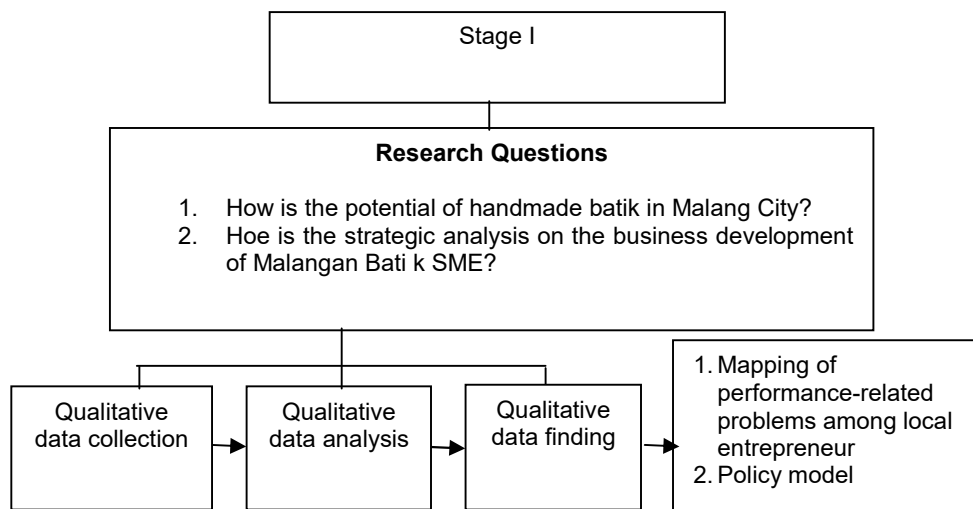 Stage I
Research Questions
1. How is the potential of handmade batik in Malang City?
2. Hoe is the strategic analysis on the business development
of Malangan Bati k SME?
Qualitative
data collection
Qualitative
data analysis
Qualitative
data finding
1. Mapping of
performance-related
problems among local
entrepreneur
2. Policy model